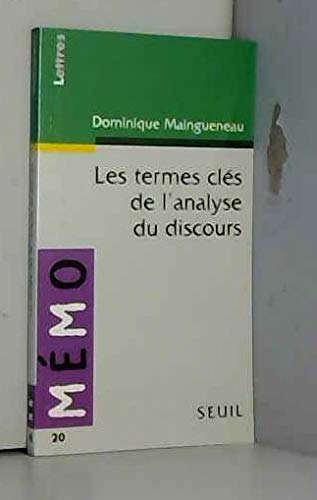 Lettres
Dominique Maingueneau
Les termes clés
de l'analyse
du discours
MÉMO
SEUIL
20